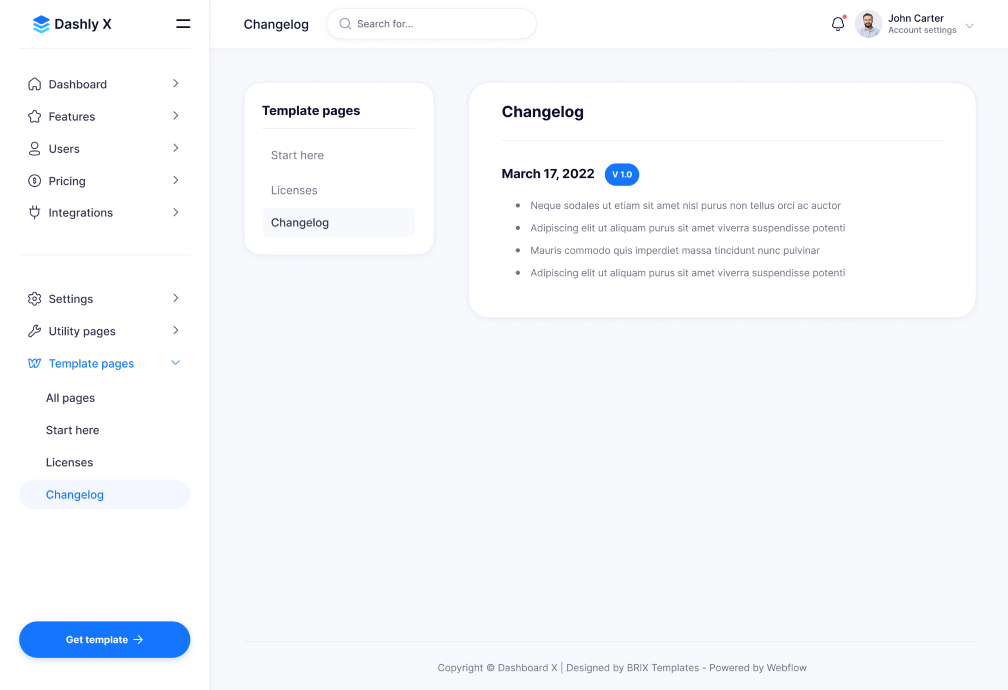 Dashly X
Dashboard
Features
Users
Pricing
Integrations
Settings
Utility pages
Template pages
All pages
Start here
Licenses
Changelog
Get template →
Changelog
Search for...
John Carter
Account settings
Template pages
Start here
Licenses
Changelog
Changelog
March 17, 2022 V 1.0
• Neque sodales ut etiam sit amet nisl purus non tellus orci ac auctor
• Adipiscing elit ut aliquam purus sit amet viverra suspendisse potenti
• Mauris commodo quis imperdiet massa tincidunt nunc pulvinar
• Adipiscing elit ut aliquam purus sit amet viverra suspendisse potenti
Copyright © Dashboard X | Designed by BRIX Templates - Powered by Webflow